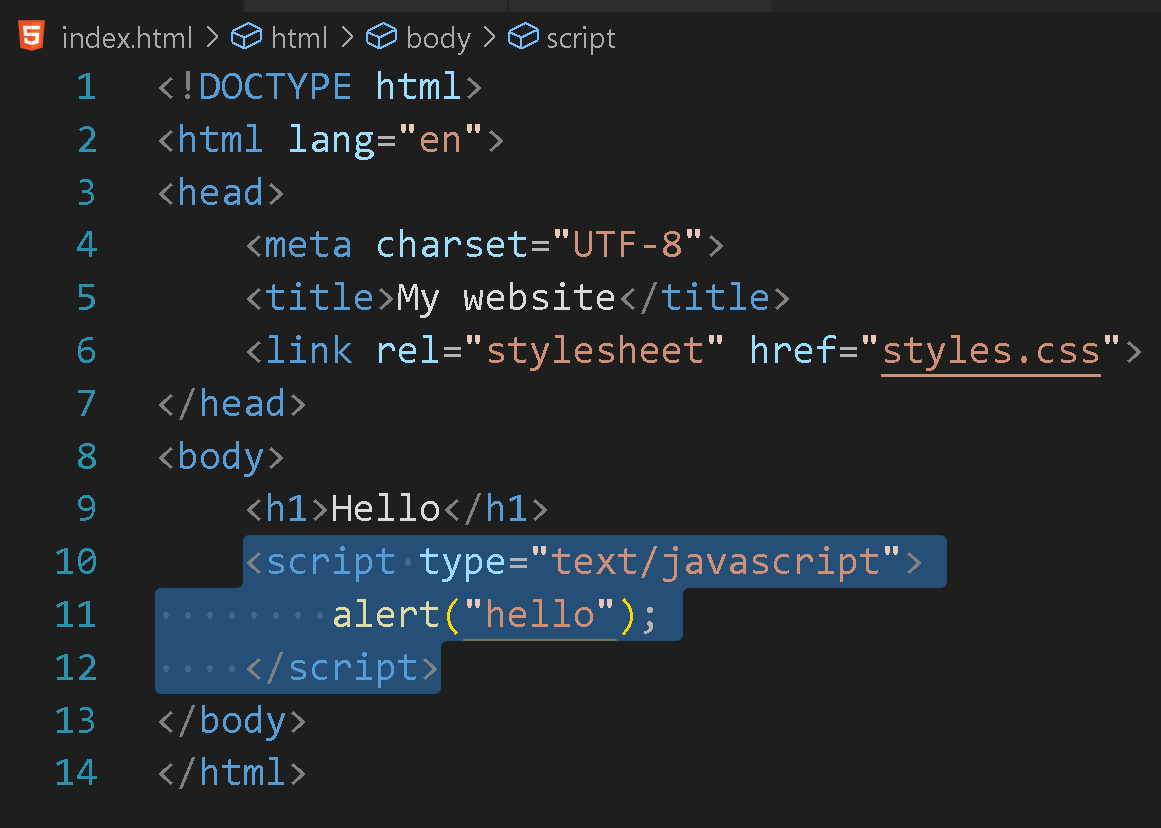 index.html > html > body > script
1 <!DOCTYPE html>
2 <html lang="en">
3 <head>
4     <meta charset="UTF-8">
5     <title>My website</title>
6     <link rel="stylesheet" href="styles.css">
7 </head>
8 <body>
9     <h1>Hello</h1>
10     <script type="text/javascript">
11         alert("hello");
12     </script>
13 </body>
14 </html>